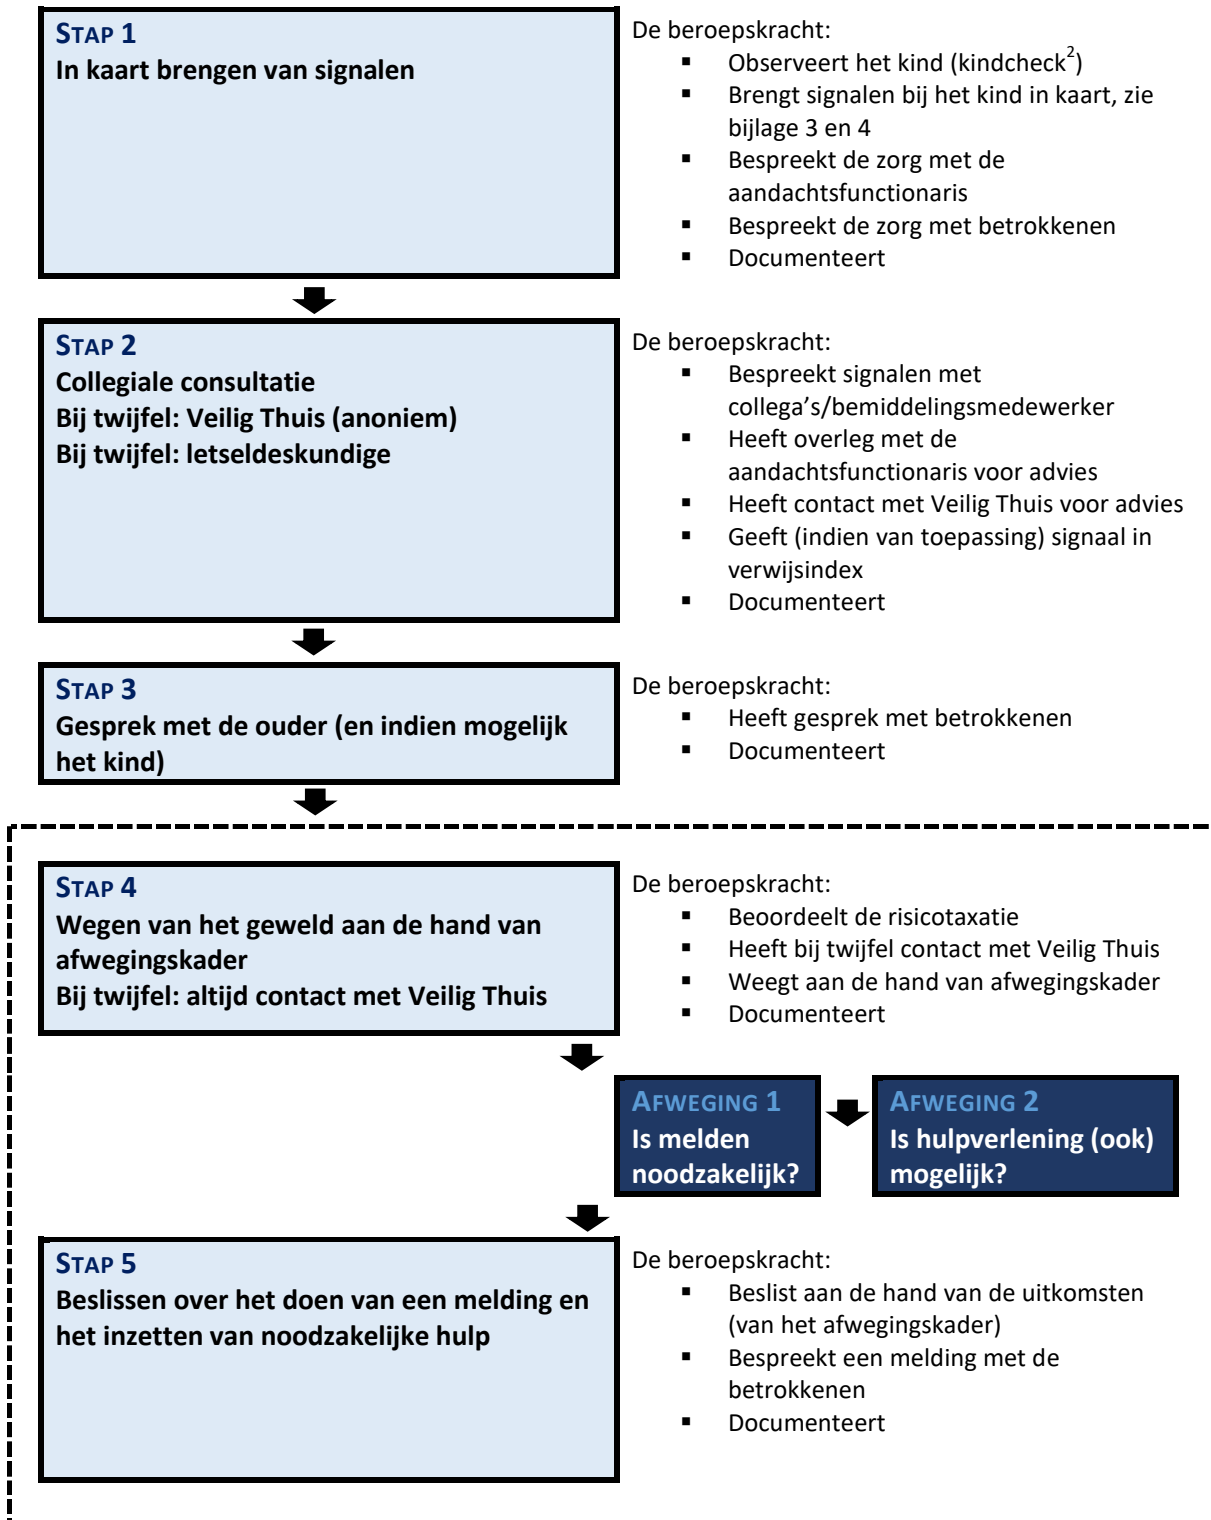 STAP 1
In kaart brengen van signalen
De beroepskracht:
▪ Observeert het kind (kindcheck²)
▪ Brengt signalen bij het kind in kaart, zie
bijlage 3 en 4
▪ Bespreekt de zorg met de
aandachtsfunctionaris
▪ Bespreekt de zorg met betrokkenen
▪ Documenteert
STAP 2
Collegiale consultatie
Bij twijfel: Veilig Thuis (anoniem)
Bij twijfel: letseldeskundige
De beroepskracht:
▪ Bespreekt signalen met
collega’s/bemiddelingsmedewerker
▪ Heeft overleg met de
aandachtsfunctionaris voor advies
▪ Heeft contact met Veilig Thuis voor advies
▪ Geeft (indien van toepassing) signaal in
verwijsindex
▪ Documenteert
STAP 3
Gesprek met de ouder (en indien mogelijk
het kind)
De beroepskracht:
▪ Heeft gesprek met betrokkenen
▪ Documenteert
STAP 4
Wegen van het geweld aan de hand van
afwegingskader
Bij twijfel: altijd contact met Veilig Thuis
De beroepskracht:
▪ Beoordeelt de risicotaxatie
▪ Heeft bij twijfel contact met Veilig Thuis
▪ Weegt aan de hand van afwegingskader
▪ Documenteert
AFWEGING 1
Is melden
noodzakelijk?
AFWEGING 2
Is hulpverlening (ook)
mogelijk?
STAP 5
Beslissen over het doen van een melding en
het inzetten van noodzakelijke hulp
De beroepskracht:
▪ Beslist aan de hand van de uitkomsten
(van het afwegingskader)
▪ Bespreekt een melding met de
betrokkenen
▪ Documenteert